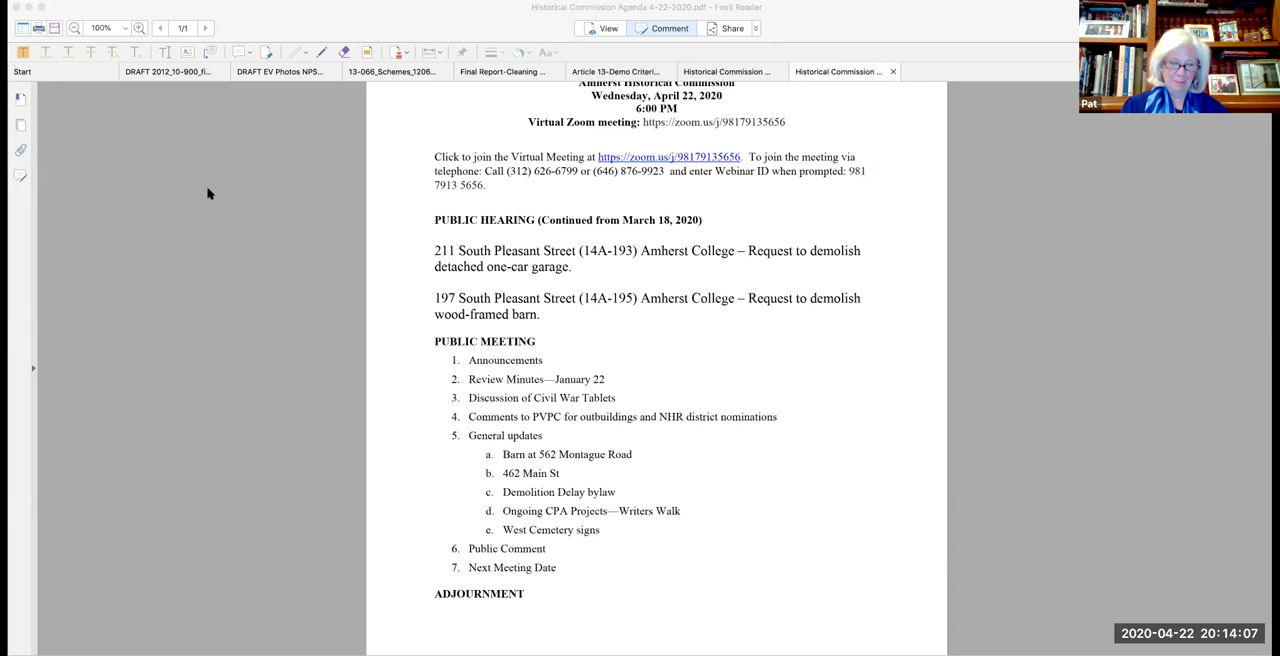 Historical Commission Agenda 4-22-2020.pdf - Foxit Reader
100%
1/1
View
Comment
Share
Start
DRAFT 2012_10-900_fi...
DRAFT EV Photos NPS...
13-066_Schemes_1206...
Final Report-Cleaning ...
Article 13-Demo Criteri...
Historical Commission ...
Historical Commission ...
Amherst Historical Commission
Wednesday, April 22, 2020
6:00 PM
Virtual Zoom meeting: https://zoom.us/j/98179135656
Click to join the Virtual Meeting at https://zoom.us/j/98179135656. To join the meeting via
telephone: Call (312) 626-6799 or (646) 876-9923 and enter Webinar ID when prompted: 981
7913 5656.
PUBLIC HEARING (Continued from March 18, 2020)
211 South Pleasant Street (14A-193) Amherst College – Request to demolish
detached one-car garage.
197 South Pleasant Street (14A-195) Amherst College – Request to demolish
wood-framed barn.
PUBLIC MEETING
1. Announcements
2. Review Minutes—January 22
3. Discussion of Civil War Tablets
4. Comments to PVPC for outbuildings and NHR district nominations
5. General updates
a. Barn at 562 Montague Road
b. 462 Main St
c. Demolition Delay bylaw
d. Ongoing CPA Projects—Writers Walk
e. West Cemetery signs
6. Public Comment
7. Next Meeting Date
ADJOURNMENT
Pat
2020-04-22 20:14:07